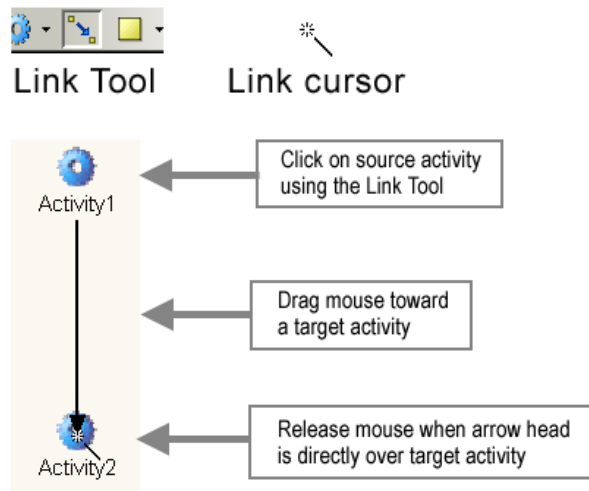 Link Tool
Link cursor
Activity1
Click on source activity
using the Link Tool
Drag mouse toward
a target activity
Activity2
Release mouse when arrow head
is directly over target activity